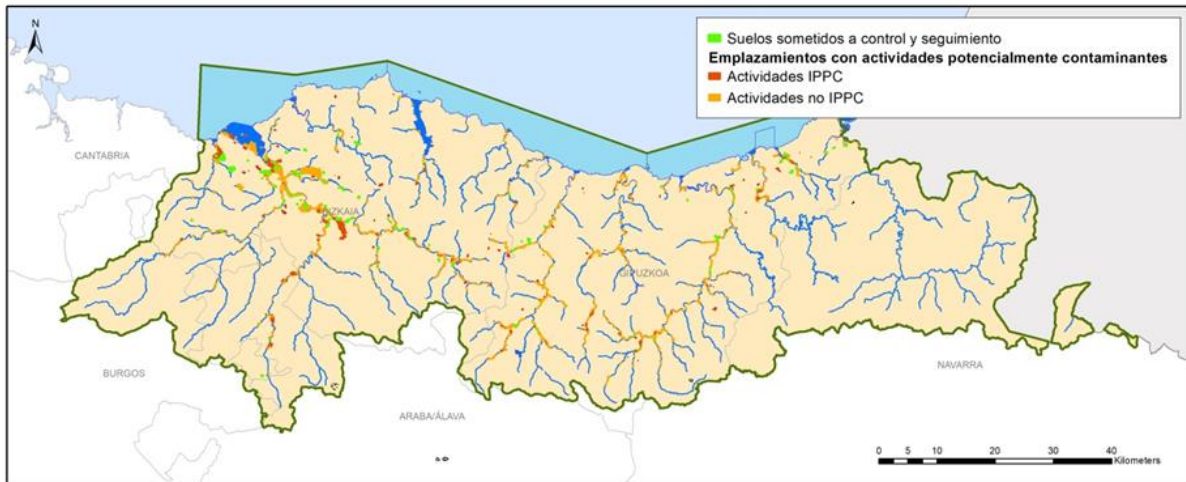 N
Suelos sometidos a control y seguimiento
Emplazamientos con actividades potencialmente contaminantes
Actividades IPPC
Actividades no IPPC
CANTABRIA
BIZKAIA
GIPUZKOA
NAVARRA
BURGOS
ARABA/ÁLAVA
0 5 10 20 30 40
Kilometers